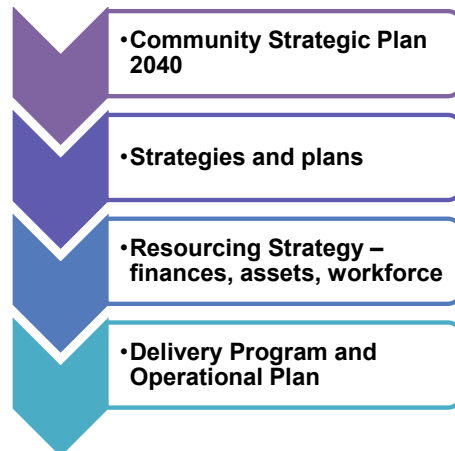 •Community Strategic Plan
2040
•Strategies and plans
•Resourcing Strategy –
finances, assets, workforce
•Delivery Program and
Operational Plan